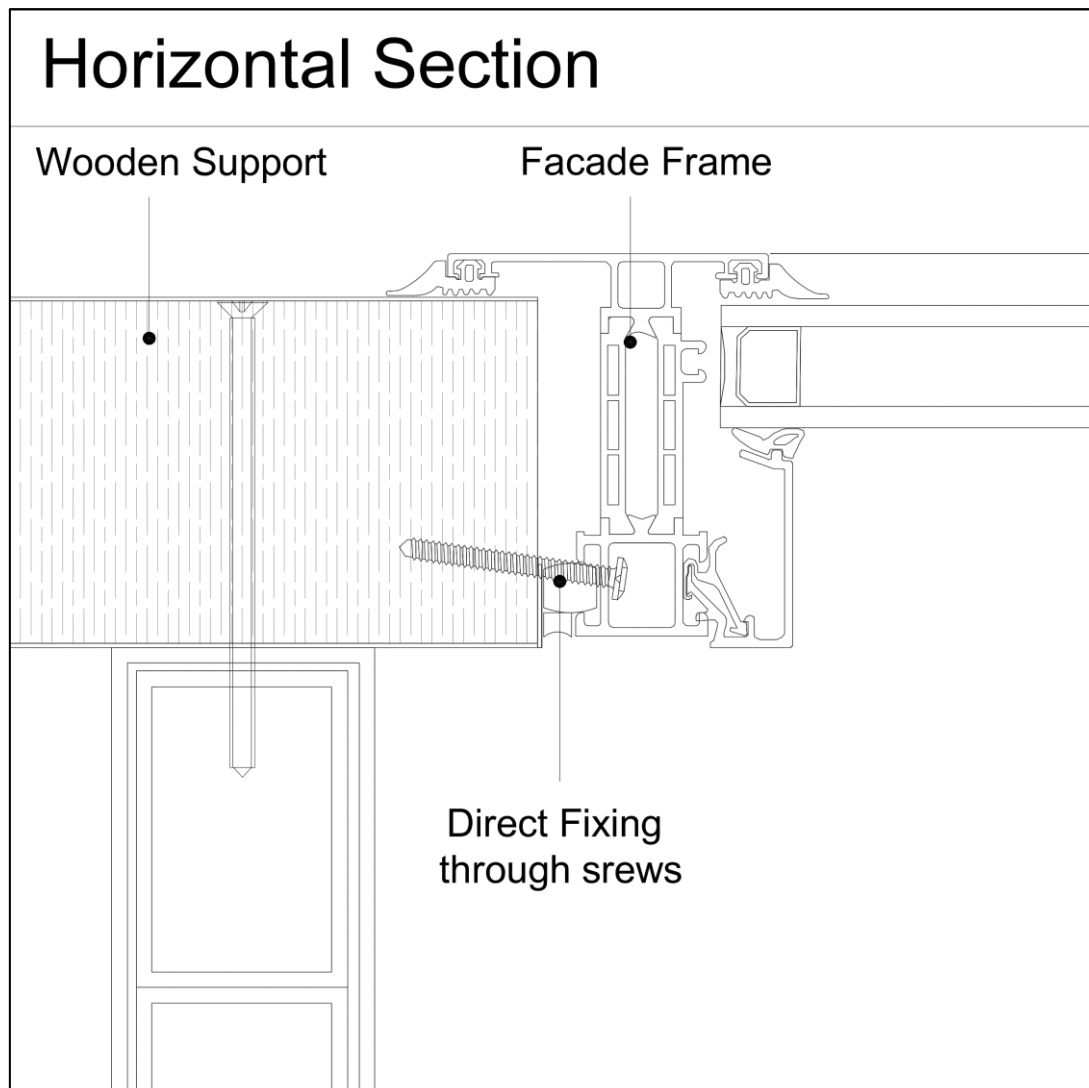 Horizontal Section
Wooden Support
Facade Frame
Direct Fixing
through srews